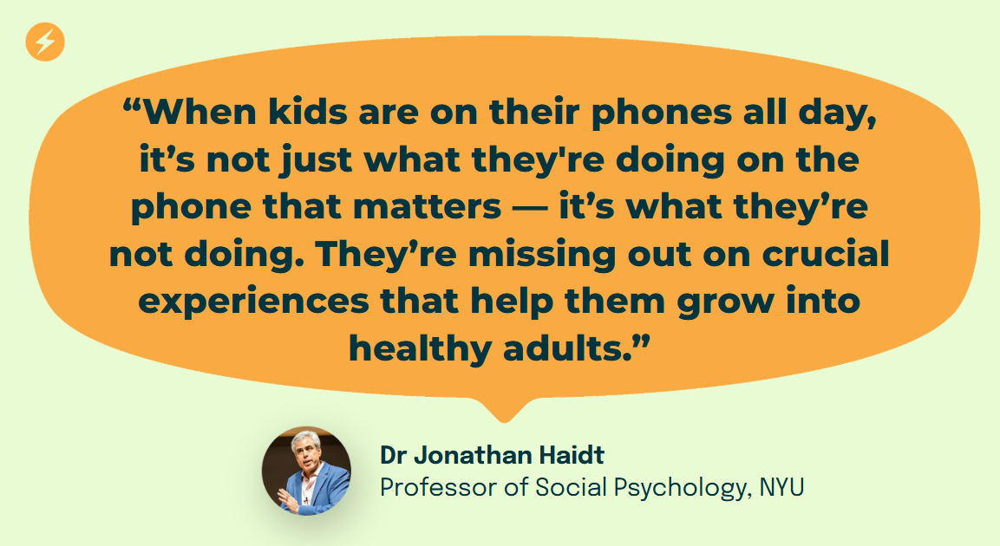 “When kids are on their phones all day,
it’s not just what they're doing on the
phone that matters — it’s what they’re
not doing. They’re missing out on crucial
experiences that help them grow into
healthy adults.”
Dr Jonathan Haidt
Professor of Social Psychology, NYU